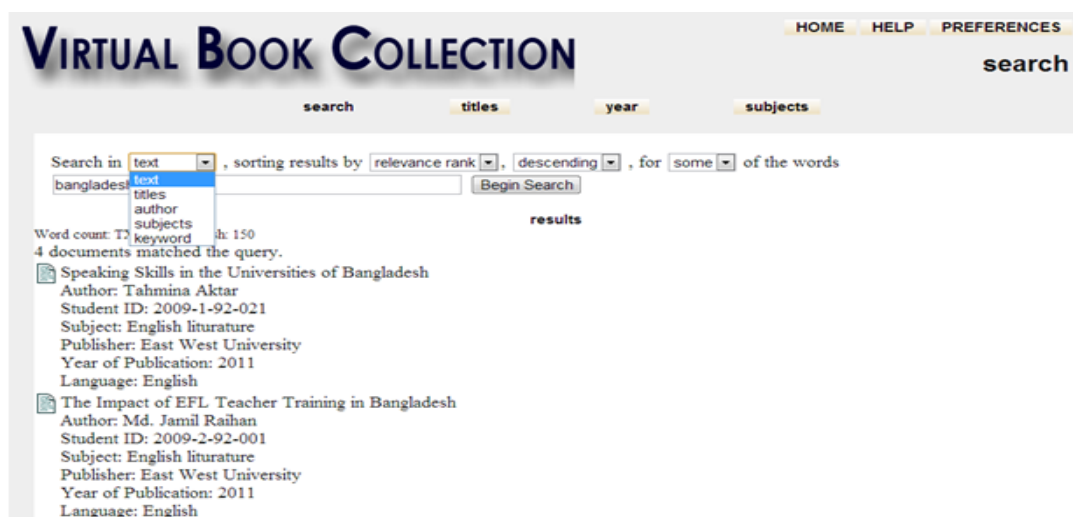 HOME HELP PREFERENCES
VIRTUAL BOOK COLLECTION
search
search titles year subjects
Search in text , sorting results by relevance rank , descending , for some of the words
Begin Search
text
titles
author
subjects
keyword
results
Word count: h: 150
4 documents matched the query.
Speaking Skills in the Universities of Bangladesh
Author: Tahmina Aktar
Student ID: 2009-1-92-021
Subject: English liturature
Publisher: East West University
Year of Publication: 2011
Language: English
The Impact of EFL Teacher Training in Bangladesh
Author: Md. Jamil Raihan
Student ID: 2009-2-92-001
Subject: English liturature
Publisher: East West University
Year of Publication: 2011
Language: English